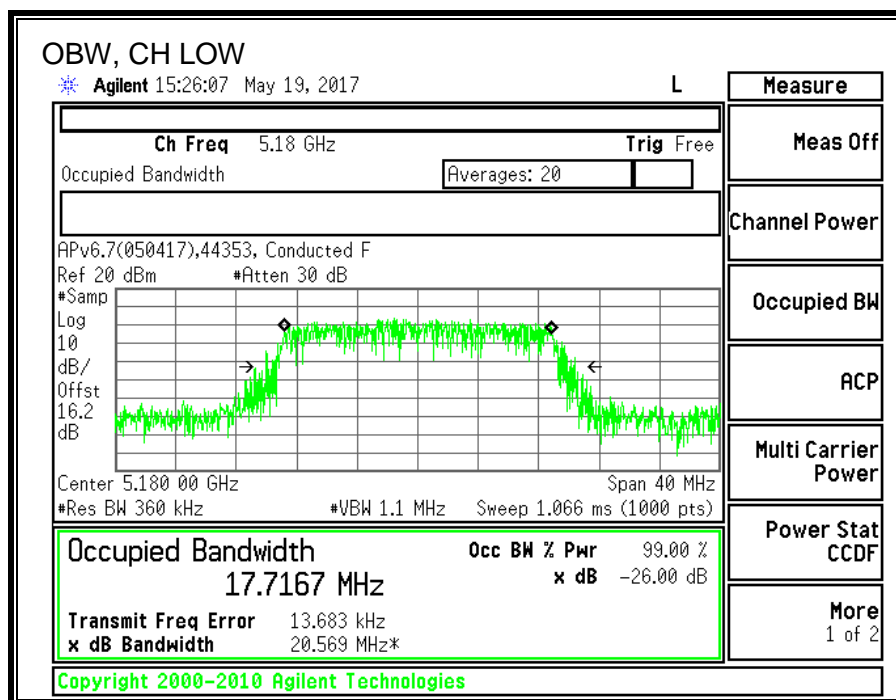 OBW, CH LOW
Agilent 15:26:07 May 19, 2017 L
Measure
Ch Freq 5.18 GHz Trig Free
Meas Off
Occupied Bandwidth Averages: 20
Channel Power
APv6.7(050417),44353, Conducted F
Ref 20 dBm #Atten 30 dB
#Samp
Log
10
dB/
Offst
16.2
dB
Occupied BW
ACP
Center 5.180 00 GHz Span 40 MHz
#Res BW 360 kHz #VBW 1.1 MHz Sweep 1.066 ms (1000 pts)
Multi Carrier
Power
Occupied Bandwidth
17.7167 MHz
Occ BW % Pwr 99.00 %
x dB -26.00 dB
Transmit Freq Error 13.683 kHz
x dB Bandwidth 20.569 MHz*
Power Stat
CCDF
More
1 of 2
Copyright 2000-2010 Agilent Technologies